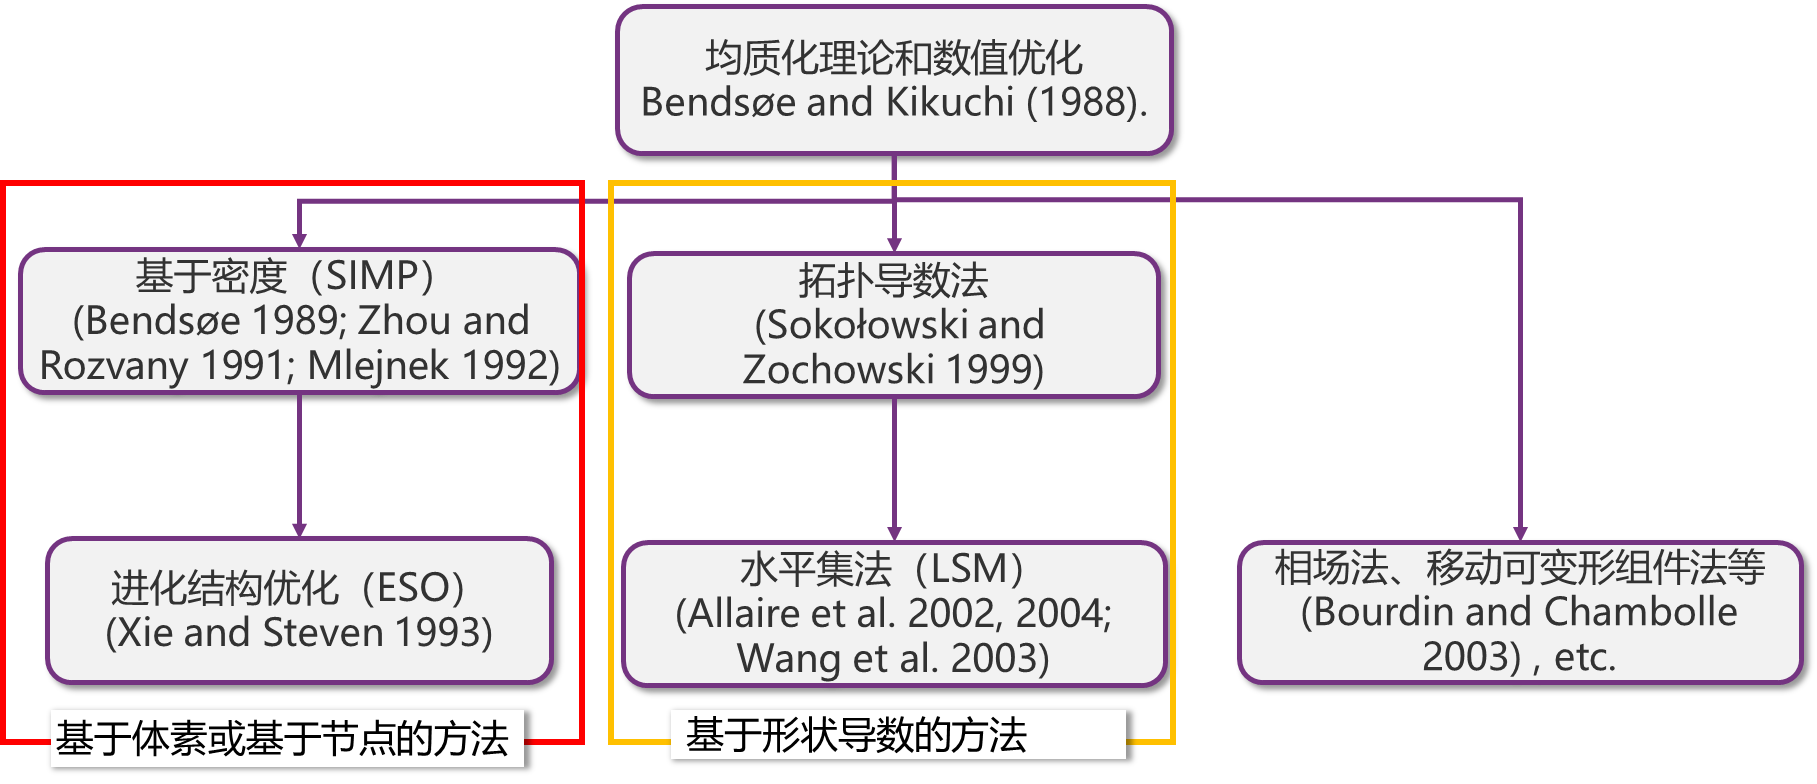 均质化理论和数值优化
Bendsøe and Kikuchi (1988).
基于密度（SIMP）
(Bendsøe 1989; Zhou and
Rozvany 1991; Mlejnek 1992)
拓扑导数法
(Sokołowski and
Zochowski 1999)
进化结构优化（ESO）
(Xie and Steven 1993)
水平集法（LSM）
(Allaire et al. 2002, 2004;
Wang et al. 2003)
相场法、移动可变形组件法等
(Bourdin and Chambolle
2003) , etc.
基于体素或基于节点的方法
基于形状导数的方法